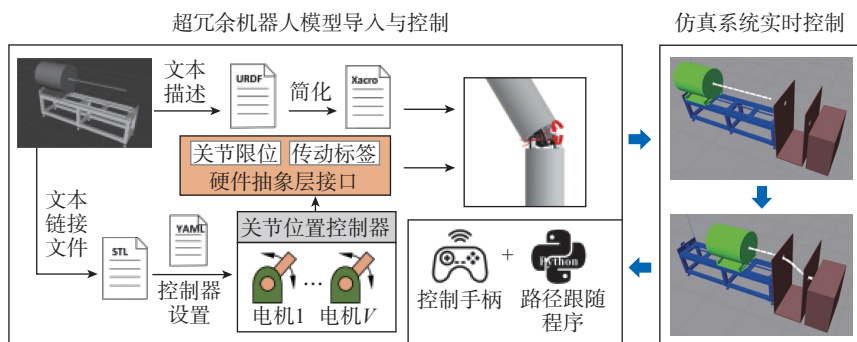 超冗余机器人模型导入与控制
仿真系统实时控制
文本
描述
URDF
简化
Xacro
关节限位
传动标签
硬件抽象层接口
文本
链接
文件
STL
YAML
控制器
设置
关节位置控制器
...
电机1
电机V
+
Python
控制手柄
路径跟随
程序